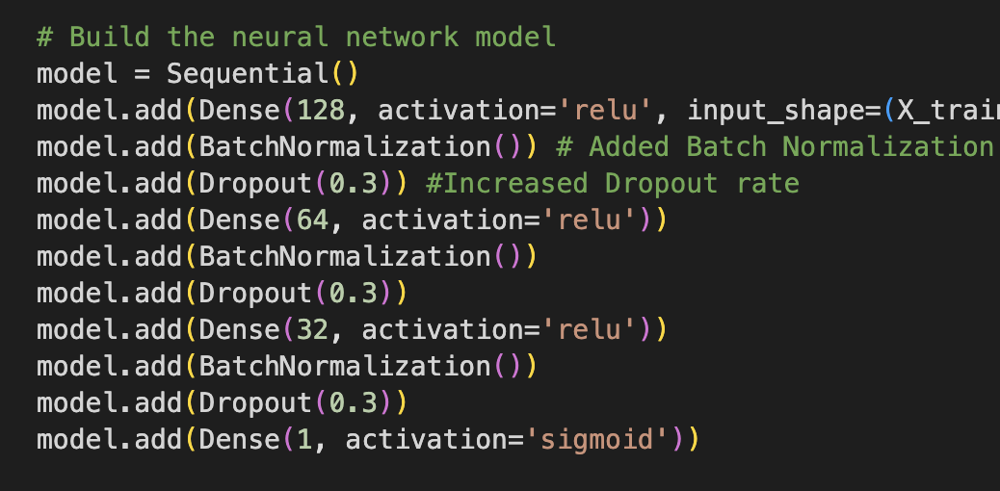 # Build the neural network model
model = Sequential()
model.add(Dense(128, activation='relu', input_shape=(X_train
model.add(BatchNormalization()) # Added Batch Normalization
model.add(Dropout(0.3)) #Increased Dropout rate
model.add(Dense(64, activation='relu'))
model.add(BatchNormalization())
model.add(Dropout(0.3))
model.add(Dense(32, activation='relu'))
model.add(BatchNormalization())
model.add(Dropout(0.3))
model.add(Dense(1, activation='sigmoid'))